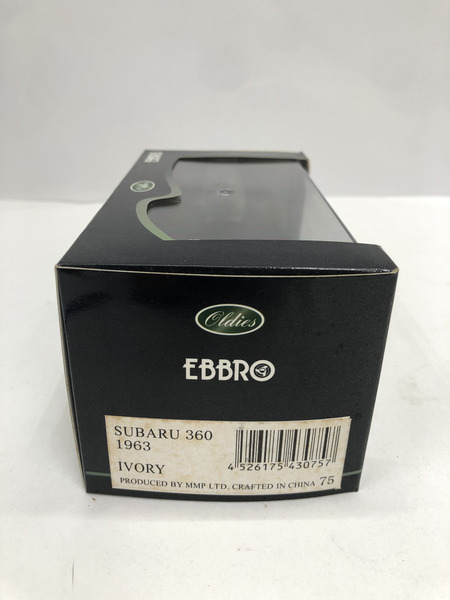 Oldies
EBBRO
SUBARU 360
1963
IVORY
4 526175 430757
PRODUCED BY MMP LTD. CRAFTED IN CHINA 75